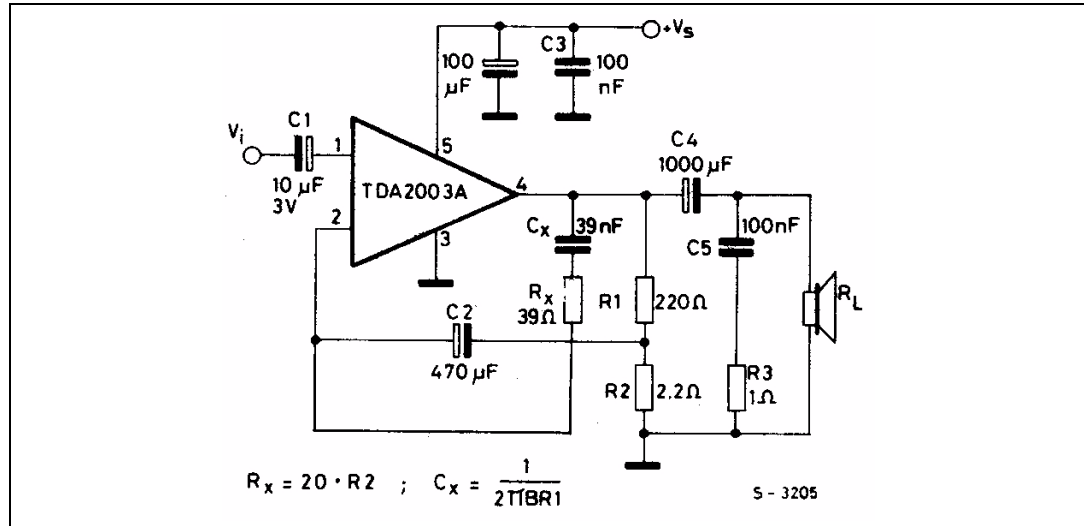 +Vs
C3
100 µF
100 nF
Vi
C1
10 µF
3V
1
2
5
4
3
TDA2003A
C4
1000 µF
Cx
39nF
C5
100nF
Rx
39Ω
R1
220Ω
RL
C2
470 µF
R2
2.2Ω
R3
1Ω
Rx = 20 · R2 ; Cx = 1 / 2πBR1
S - 3205